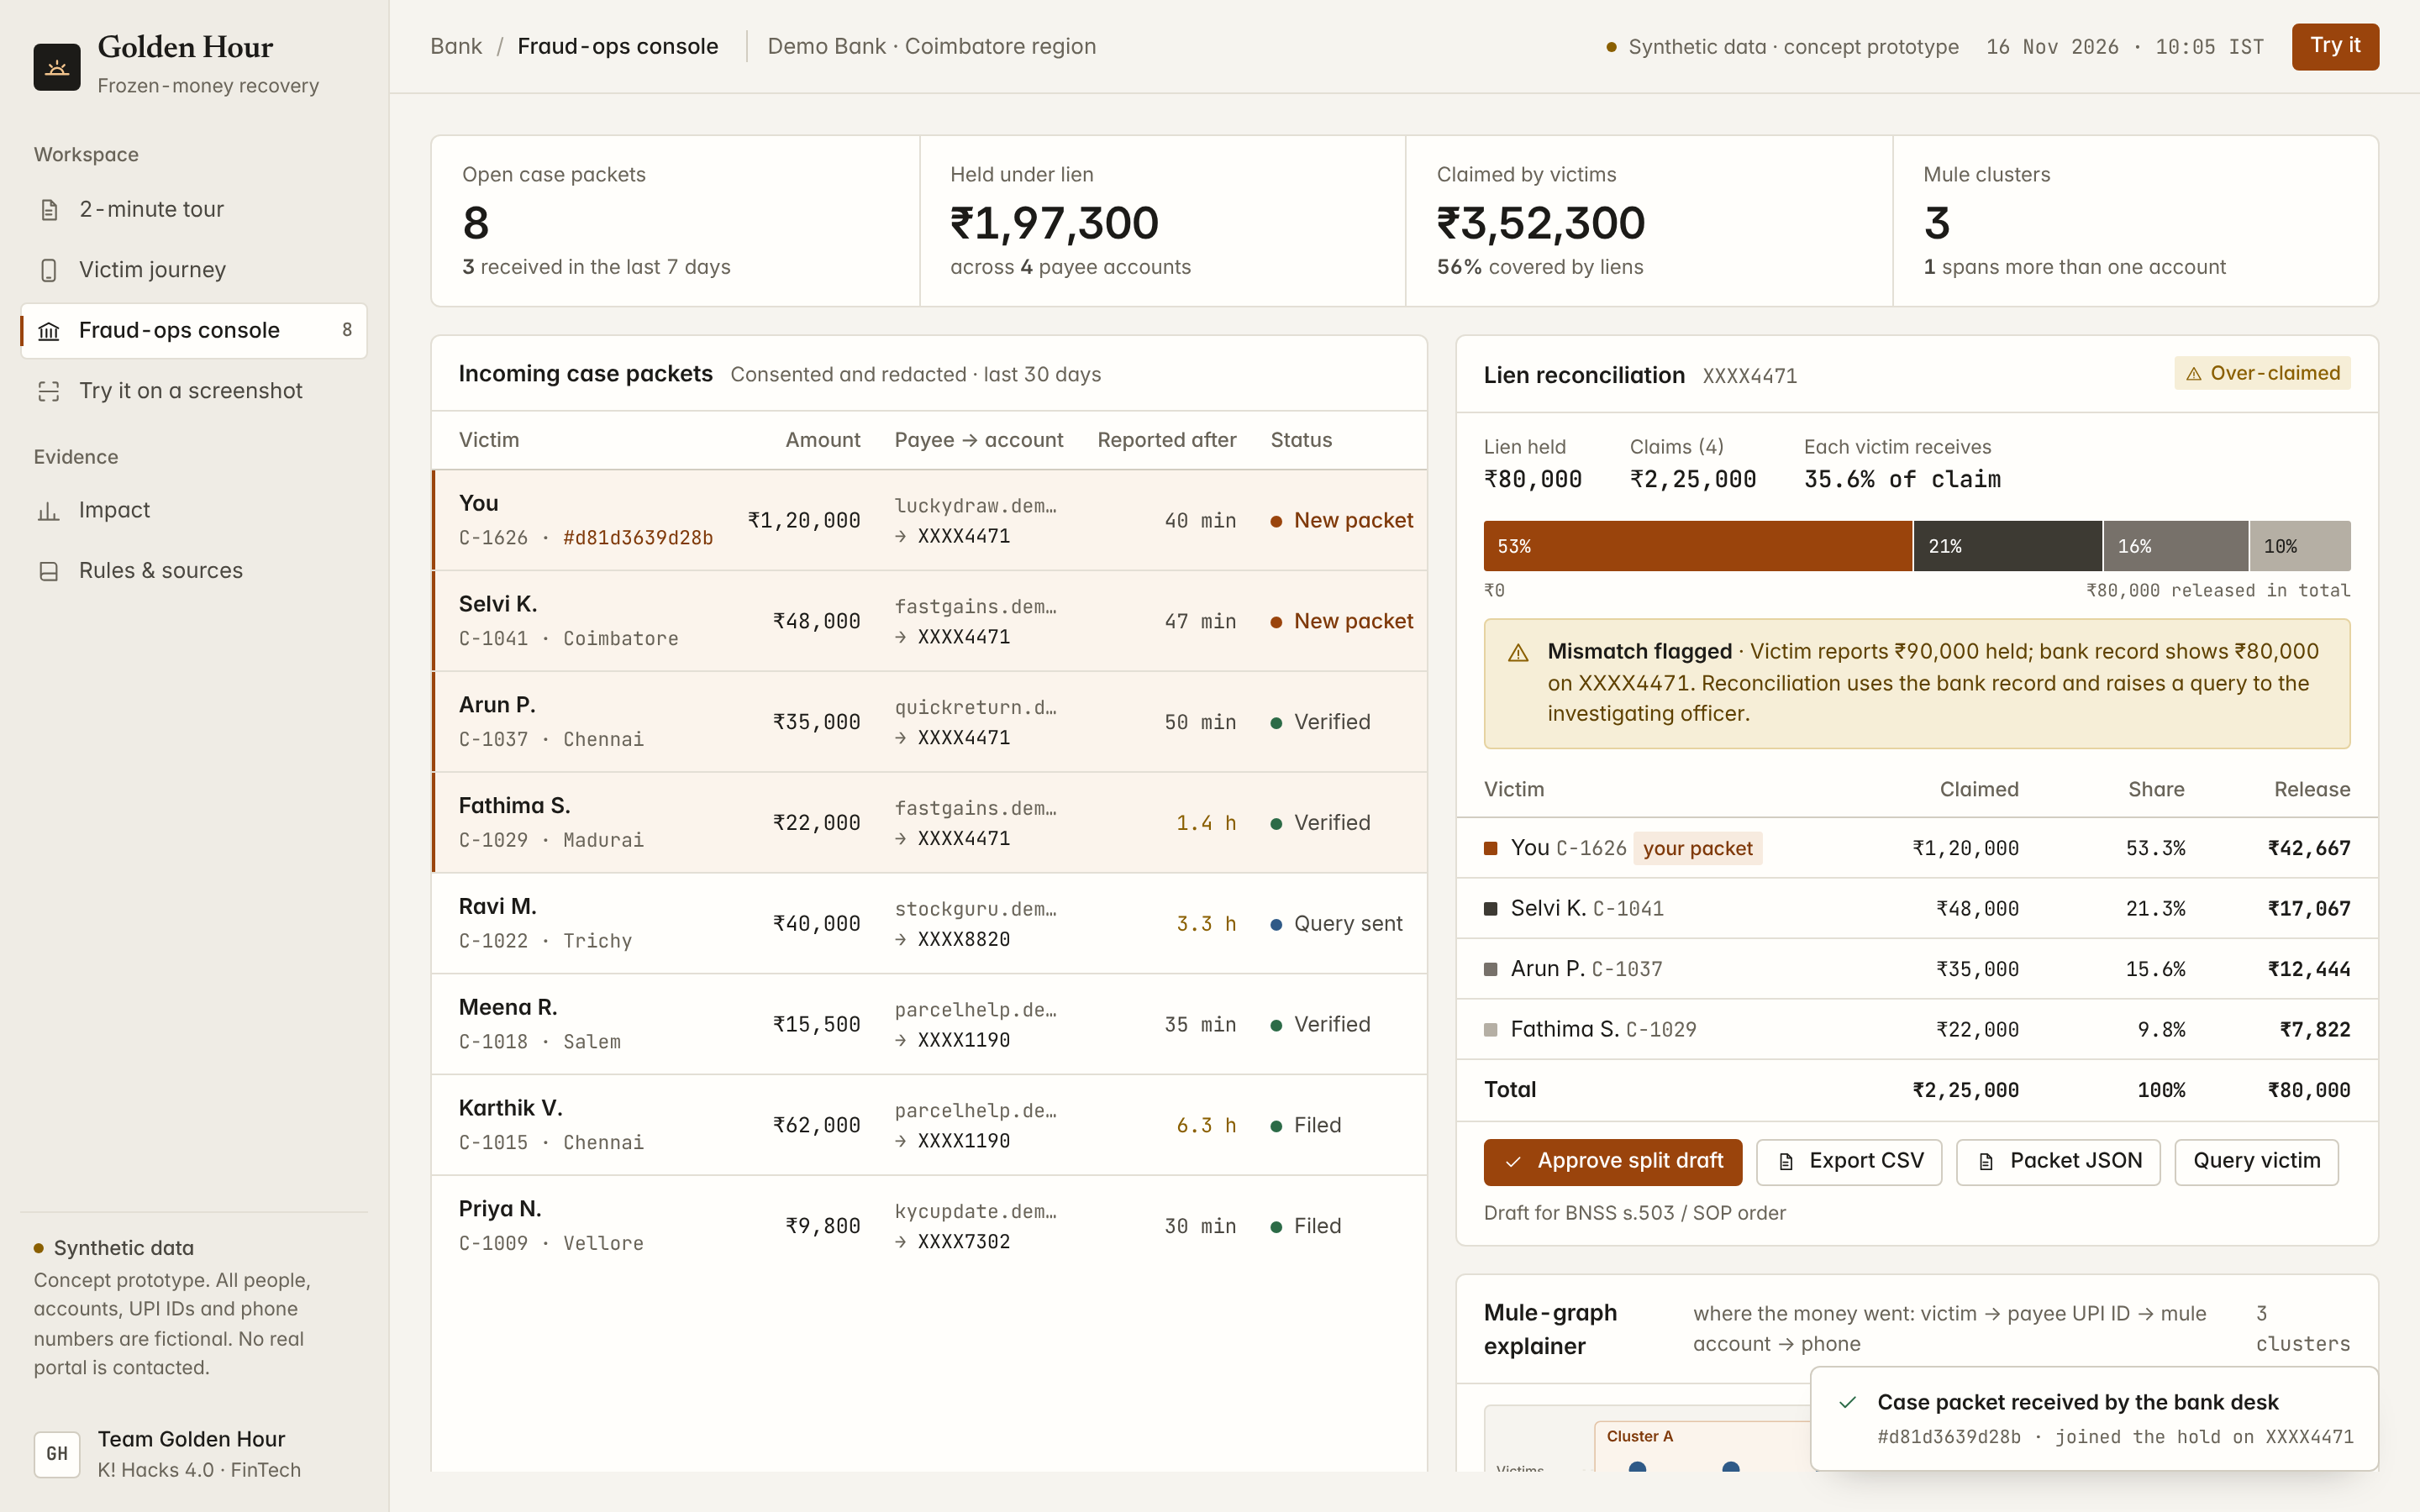 Golden Hour
Frozen-money recovery
Workspace
2-minute tour
Victim journey
Fraud-ops console 8
Try it on a screenshot
Evidence
Impact
Rules & sources
Synthetic data
Concept prototype. All people,
accounts, UPI IDs and phone
numbers are fictional. No real
portal is contacted.
GH
Team Golden Hour
K! Hacks 4.0 · FinTech
Bank / Fraud-ops console Demo Bank · Coimbatore region
Synthetic data · concept prototype 16 Nov 2026 · 10:05 IST Try it
Open case packets
8
3 received in the last 7 days
Held under lien
₹1,97,300
across 4 payee accounts
Claimed by victims
₹3,52,300
56% covered by liens
Mule clusters
3
1 spans more than one account
Incoming case packets Consented and redacted · last 30 days
Victim Amount Payee → account Reported after Status
You
C-1626 · #d81d3639d28b ₹1,20,000 luckydraw.dem…
→ XXXX4471 40 min New packet
Selvi K.
C-1041 · Coimbatore ₹48,000 fastgains.dem…
→ XXXX4471 47 min New packet
Arun P.
C-1037 · Chennai ₹35,000 quickreturn.d…
→ XXXX4471 50 min Verified
Fathima S.
C-1029 · Madurai ₹22,000 fastgains.dem…
→ XXXX4471 1.4 h Verified
Ravi M.
C-1022 · Trichy ₹40,000 stockguru.dem…
→ XXXX8820 3.3 h Query sent
Meena R.
C-1018 · Salem ₹15,500 parcelhelp.de…
→ XXXX1190 35 min Verified
Karthik V.
C-1015 · Chennai ₹62,000 parcelhelp.de…
→ XXXX1190 6.3 h Filed
Priya N.
C-1009 · Vellore ₹9,800 kycupdate.dem…
→ XXXX7302 30 min Filed
Lien reconciliation XXXX4471 Over-claimed
Lien held Claims (4) Each victim receives
₹80,000 ₹2,25,000 35.6% of claim
53% 21% 16% 10%
₹0 ₹80,000 released in total
Mismatch flagged · Victim reports ₹90,000 held; bank record shows ₹80,000
on XXXX4471. Reconciliation uses the bank record and raises a query to the
investigating officer.
Victim Claimed Share Release
You C-1626 your packet ₹1,20,000 53.3% ₹42,667
Selvi K. C-1041 ₹48,000 21.3% ₹17,067
Arun P. C-1037 ₹35,000 15.6% ₹12,444
Fathima S. C-1029 ₹22,000 9.8% ₹7,822
Total ₹2,25,000 100% ₹80,000
Approve split draft Export CSV Packet JSON Query victim
Draft for BNSS s.503 / SOP order
Mule-graph
explainer
where the money went: victim → payee UPI ID → mule
account → phone
3
clusters
Cluster A
Victims
Case packet received by the bank desk
#d81d3639d28b · joined the hold on XXXX4471